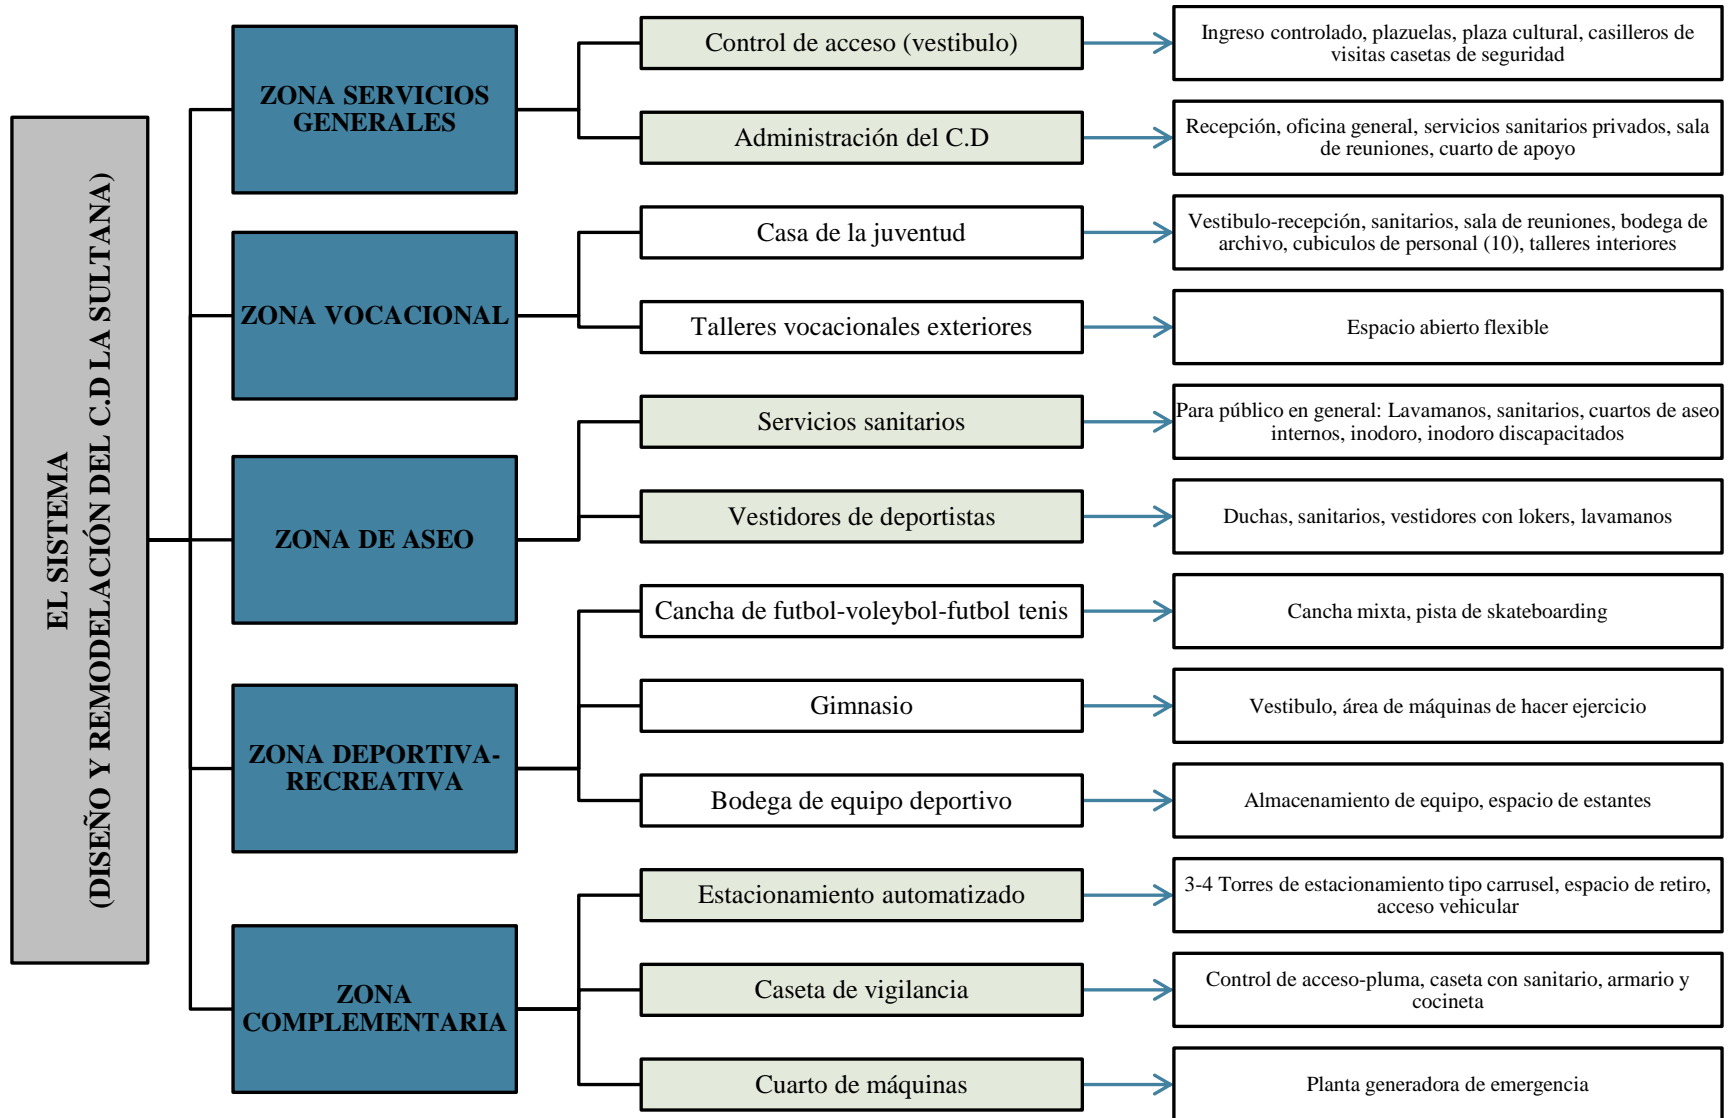 EL SISTEMA
(DISEÑO Y REMODELACIÓN DEL C.D LA SULTANA)
ZONA SERVICIOS
GENERALES
Control de acceso (vestibulo)
Ingreso controlado, plazuelas, plaza cultural, casilleros de
visitas casetas de seguridad
Administración del C.D
Recepción, oficina general, servicios sanitarios privados, sala
de reuniones, cuarto de apoyo
ZONA VOCACIONAL
Casa de la juventud
Vestibulo-recepción, sanitarios, sala de reuniones, bodega de
archivo, cubiculos de personal (10), talleres interiores
Talleres vocacionales exteriores
Espacio abierto flexible
ZONA DE ASEO
Servicios sanitarios
Para público en general: Lavamanos, sanitarios, cuartos de aseo
internos, inodoro, inodoro discapacitados
Vestidores de deportistas
Duchas, sanitarios, vestidores con lokers, lavamanos
ZONA DEPORTIVA-
RECREATIVA
Cancha de futbol-voleybol-futbol tenis
Cancha mixta, pista de skateboarding
Gimnasio
Vestibulo, área de máquinas de hacer ejercicio
Bodega de equipo deportivo
Almacenamiento de equipo, espacio de estantes
ZONA
COMPLEMENTARIA
Estacionamiento automatizado
3-4 Torres de estacionamiento tipo carrusel, espacio de retiro,
acceso vehicular
Caseta de vigilancia
Control de acceso-pluma, caseta con sanitario, armario y
cocineta
Cuarto de máquinas
Planta generadora de emergencia